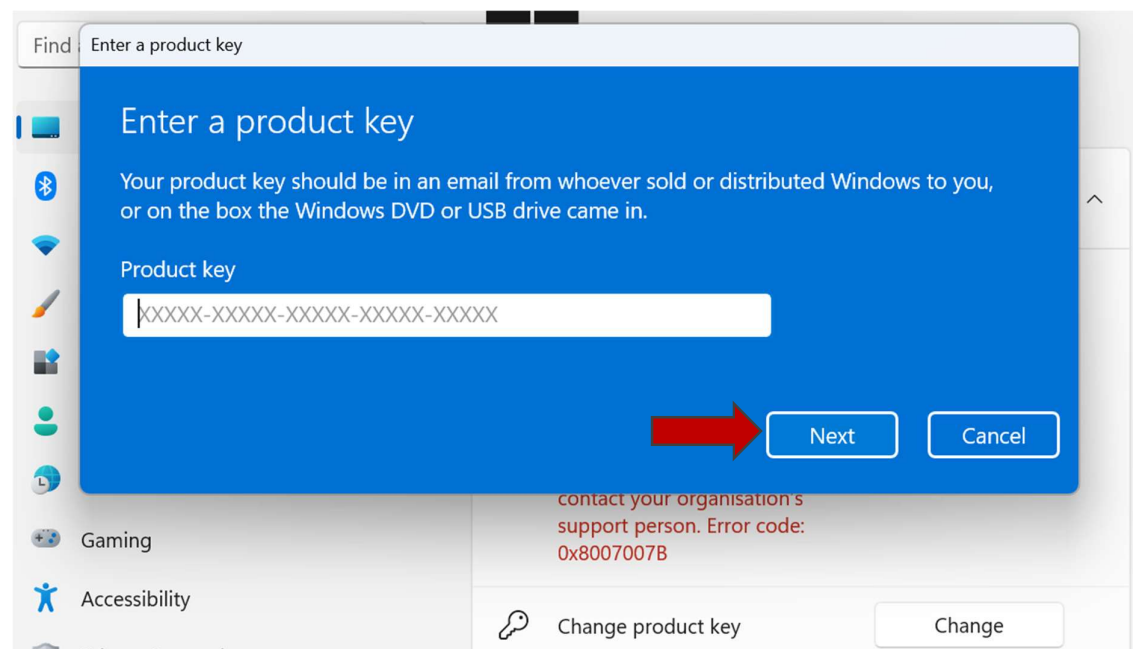 Find
Enter a product key
Enter a product key
Your product key should be in an email from whoever sold or distributed Windows to you,
or on the box the Windows DVD or USB drive came in.
Product key
XXXXX-XXXXX-XXXXX-XXXXX-XXXXX
Next
Cancel
contact your organisation's
support person. Error code:
0x8007007B
Gaming
Accessibility
Change product key
Change